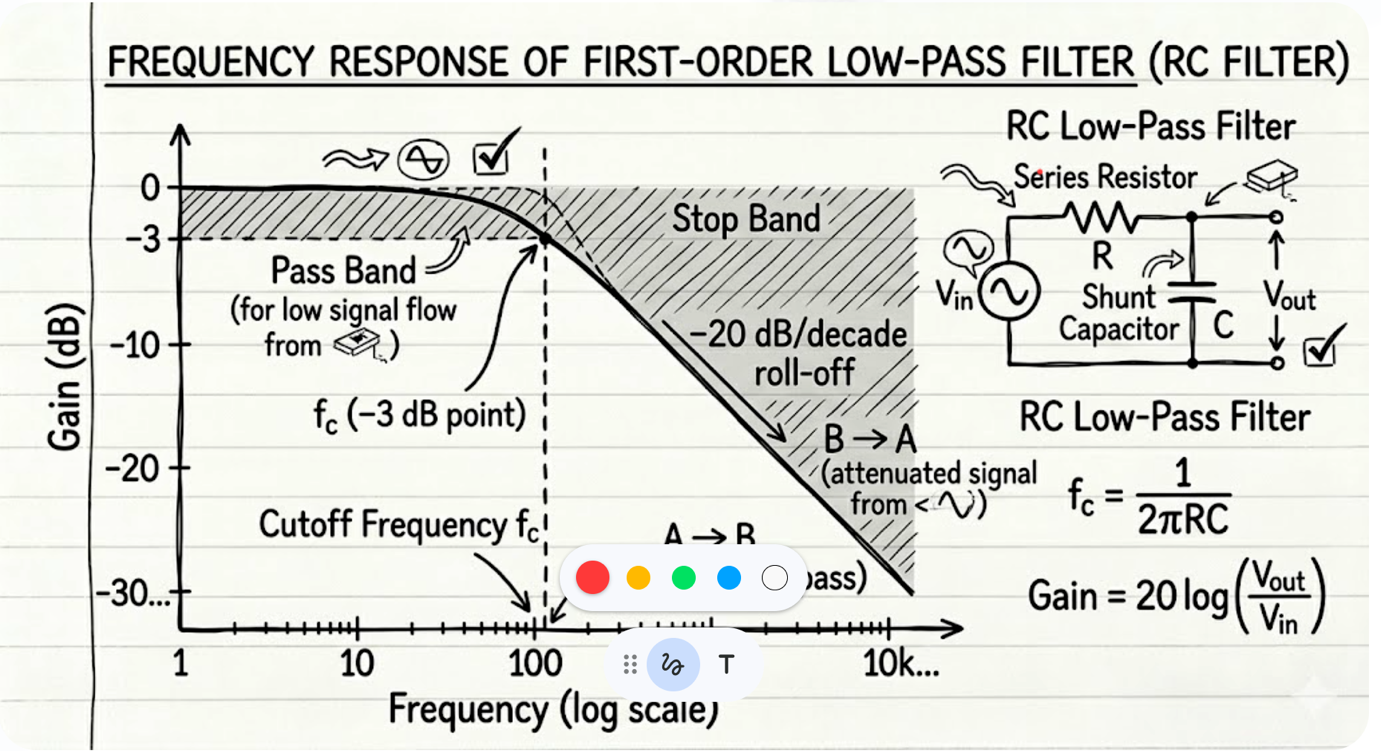 FREQUENCY RESPONSE OF FIRST-ORDER LOW-PASS FILTER (RC FILTER)
0
-3
-10
-20
-30...
Gain (dB)
Stop Band
Pass Band
(for low signal flow
from )
-20 dB/decade
roll-off
fc (-3 dB point)
B → A
(attenuated signal
from < )
Cutoff Frequency fc
A → B
1
10
100
10k...
Frequency (log scale)
RC Low-Pass Filter
Series Resistor
R
Vin
Shunt
Capacitor
C
Vout
RC Low-Pass Filter
fc = 1 / 2πRC
Gain = 20 log(Vout / Vin)
T